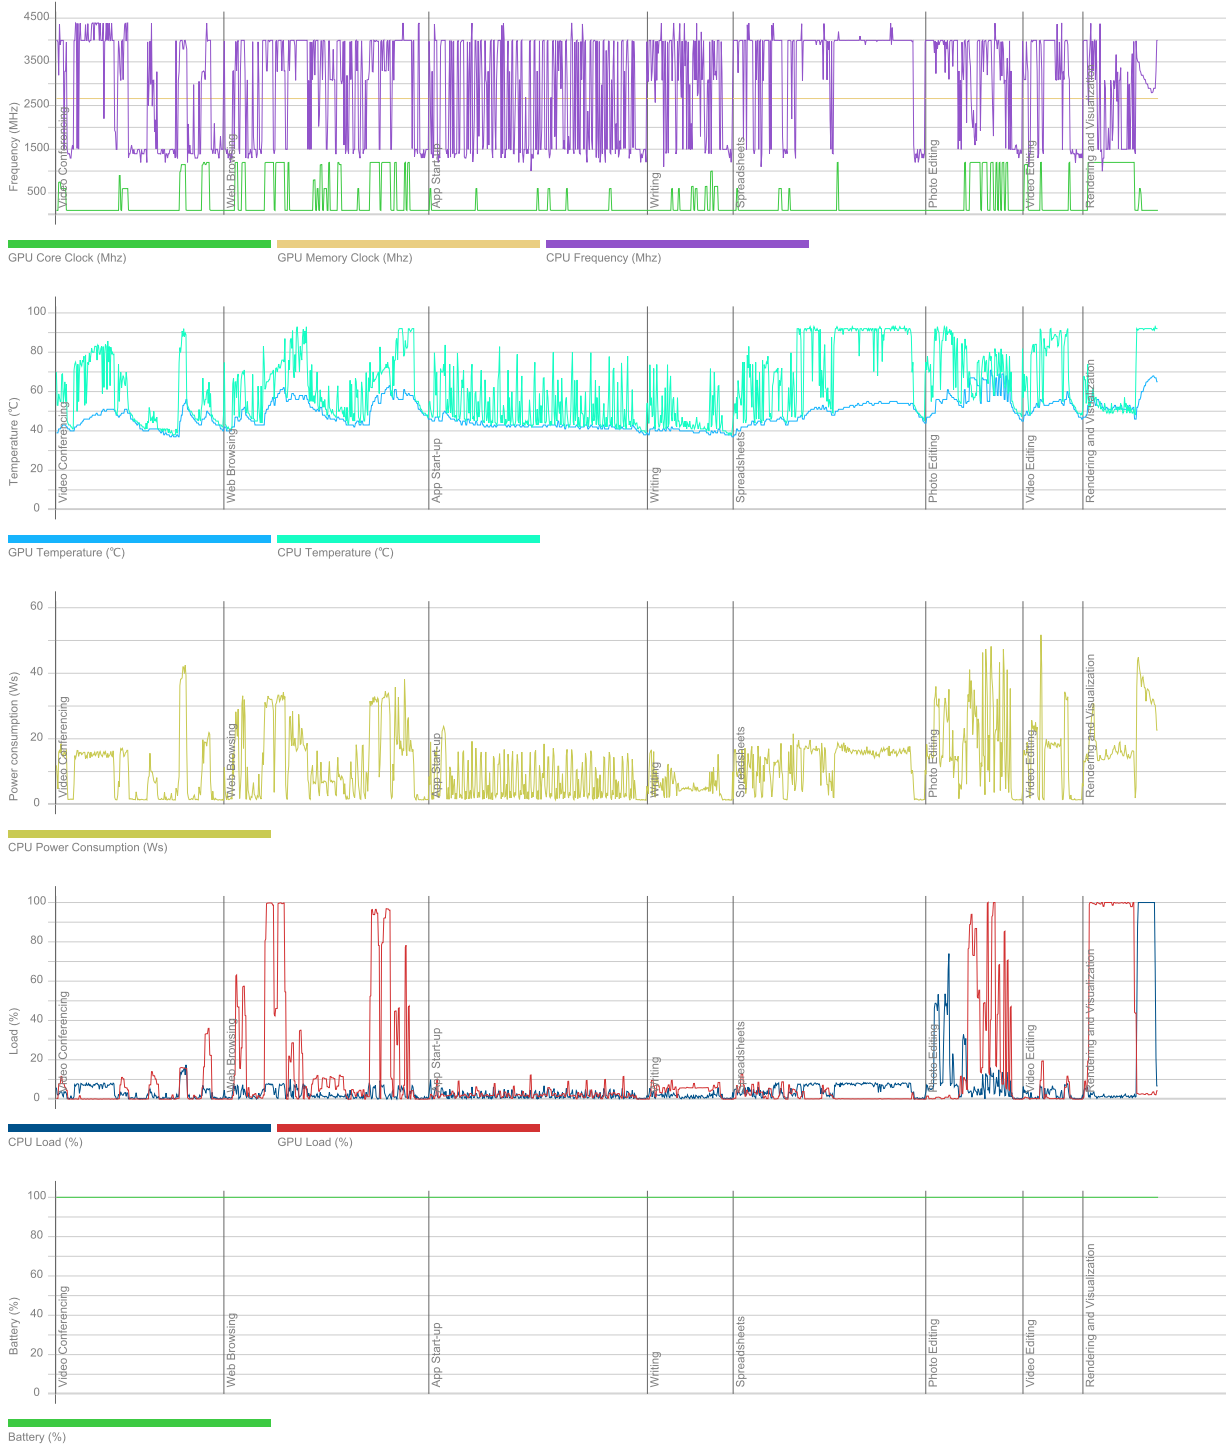 4500
3500
2500
1500
500
Frequency (MHz)
Video Conferencing
Web Browsing
App Start-up
Writing
Spreadsheets
Photo Editing
Video Editing
Rendering and Visualization
GPU Core Clock (Mhz)
GPU Memory Clock (Mhz)
CPU Frequency (Mhz)
100
80
60
40
20
0
Temperature (℃)
Video Conferencing
Web Browsing
App Start-up
Writing
Spreadsheets
Photo Editing
Video Editing
Rendering and Visualization
GPU Temperature (℃)
CPU Temperature (℃)
60
40
20
0
Power consumption (Ws)
Video Conferencing
Web Browsing
App Start-up
Writing
Spreadsheets
Photo Editing
Video Editing
Rendering and Visualization
CPU Power Consumption (Ws)
100
80
60
40
20
0
Load (%)
Video Conferencing
Web Browsing
App Start-up
Writing
Spreadsheets
Photo Editing
Video Editing
Rendering and Visualization
CPU Load (%)
GPU Load (%)
100
80
60
40
20
0
Battery (%)
Video Conferencing
Web Browsing
App Start-up
Writing
Spreadsheets
Photo Editing
Video Editing
Rendering and Visualization
Battery (%)